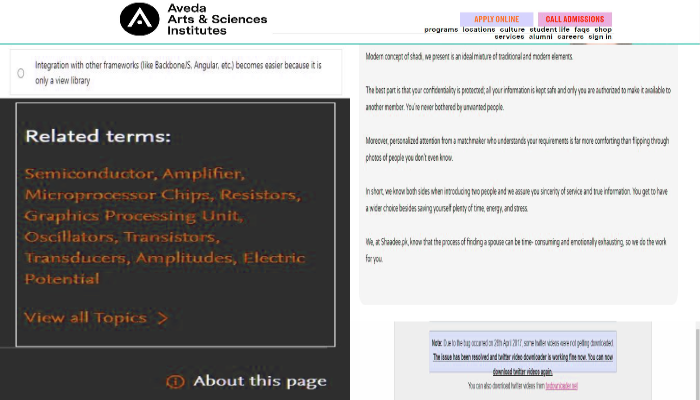 Aveda
Arts & Sciences
Institutes
APPLY ONLINE
CALL ADMISSIONS
programs locations culture student life faqs shop
services alumni careers sign in
Integration with other frameworks (like BackboneJS, Angular, etc.) becomes easier because it is
only a view library
Related terms:
Semiconductor, Amplifier,
Microprocessor Chips, Resistors,
Graphics Processing Unit,
Oscillators, Transistors,
Transducers, Amplitudes, Electric
Potential
View all Topics >
About this page
Modern concept of shadi, we present is an ideal mixture of traditional and modern elements.
The best part is that your confidentiality is protected; all your information is kept safe and only you are authorized to make it available to
another member. You're never bothered by unwanted people.
Moreover, personalized attention from a matchmaker who understands your requirements is far more comforting than flipping through
photos of people you don't even know.
In short, we know both sides when introducing two people and we assure you sincerity of service and true information. You get to have
a wider choice besides saving yourself plenty of time, energy, and stress.
We, at Shaadee.pk, know that the process of finding a spouse can be time- consuming and emotionally exhausting, so we do the work
for you.
Note: Due to the bug occurred on 26th April 2017, some twitter videos were not getting downloaded.
The issue has been resolved and twitter video downloader is working fine now. You can now
download twitter videos again.
You can also download twitter videos from